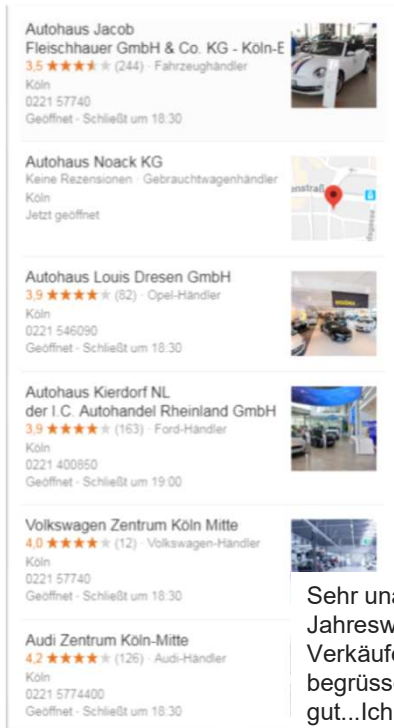 Autohaus Jacob
Fleischhauer GmbH & Co. KG - Köln-E
3,5 ★★★★★ (244) · Fahrzeughändler
Köln
0221 57740
Geöffnet - Schließt um 18:30
Autohaus Noack KG
Keine Rezensionen · Gebrauchtwagenhändler
Köln
Jetzt geöffnet
Autohaus Louis Dresen GmbH
3,9 ★★★★★ (82) · Opel-Händler
Köln
0221 546090
Geöffnet - Schließt um 18:30
Autohaus Kierdorf NL
der I.C. Autohandel Rheinland GmbH
3,9 ★★★★★ (163) · Ford-Händler
Köln
0221 400850
Geöffnet - Schließt um 19:00
Volkswagen Zentrum Köln Mitte
4,0 ★★★★★ (12) · Volkswagen-Händler
Köln
0221 57740
Geöffnet - Schließt um 18:30
Audi Zentrum Köln-Mitte
4,2 ★★★★★ (126) · Audi-Händler
Köln
0221 5774400
Geöffnet - Schließt um 18:30
Sehr una
Jahresw
Verkäufe
begrüsse
gut...Ich